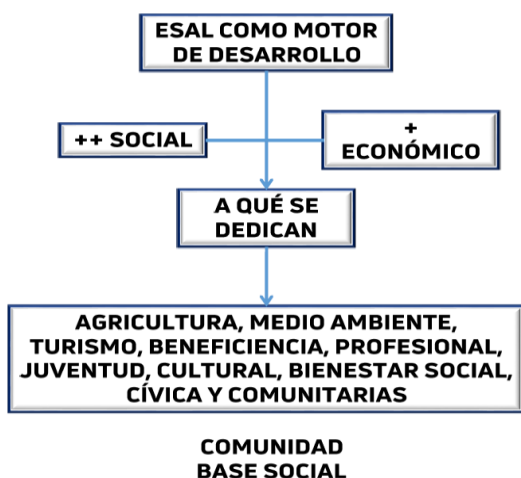 ESAL COMO MOTOR
DE DESARROLLO
++ SOCIAL
+
ECONÓMICO
A QUÉ SE
DEDICAN
AGRICULTURA, MEDIO AMBIENTE,
TURISMO, BENEFICIENCIA, PROFESIONAL,
JUVENTUD, CULTURAL, BIENESTAR SOCIAL,
CÍVICA Y COMUNITARIAS
COMUNIDAD
BASE SOCIAL